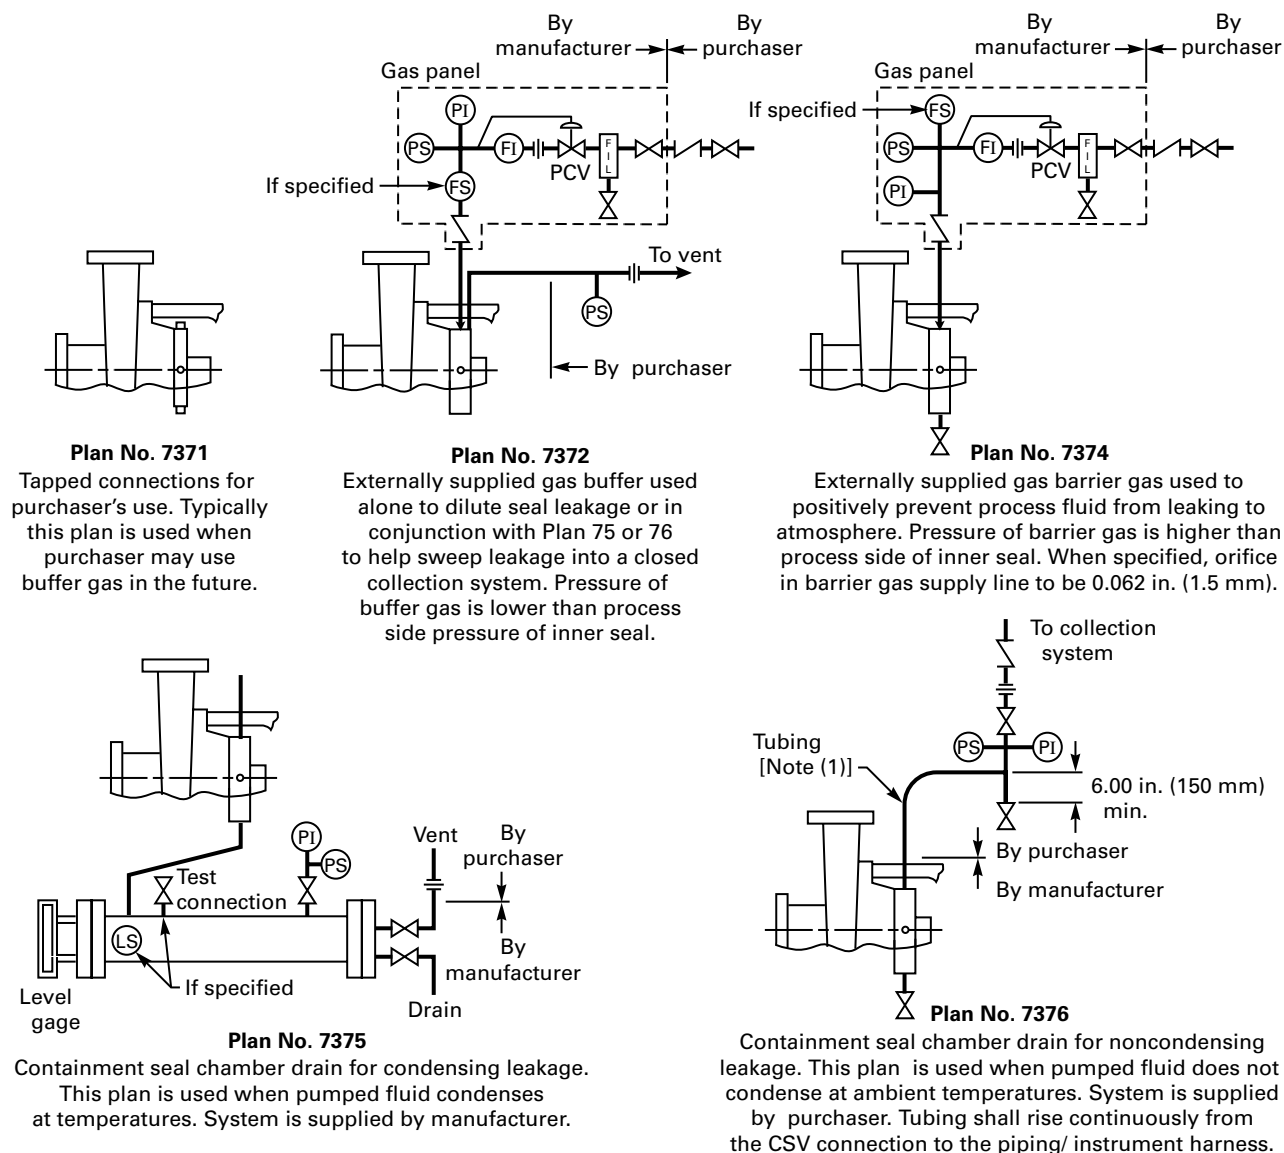 By
manufacturer
By
purchaser
Gas panel
PI
PS
FI
PCV
F
I
L
If specified
FS
To vent
PS
By purchaser
By
manufacturer
By
purchaser
Gas panel
If specified
FS
PS
FI
PCV
F
I
L
PI
Plan No. 7371
Tapped connections for
purchaser's use. Typically
this plan is used when
purchaser may use
buffer gas in the future.
Plan No. 7372
Externally supplied gas buffer used
alone to dilute seal leakage or in
conjunction with Plan 75 or 76
to help sweep leakage into a closed
collection system. Pressure of
buffer gas is lower than process
side pressure of inner seal.
Plan No. 7374
Externally supplied gas barrier gas used to
positively prevent process fluid from leaking to
atmosphere. Pressure of barrier gas is higher than
process side of inner seal. When specified, orifice
in barrier gas supply line to be 0.062 in. (1.5 mm).
PI
PS
Test
connection
Vent
By
purchaser
By
manufacturer
LS
If specified
Level
gage
Drain
Plan No. 7375
Containment seal chamber drain for condensing leakage.
This plan is used when pumped fluid condenses
at temperatures. System is supplied by manufacturer.
To collection
system
PS
PI
Tubing
[Note (1)]
6.00 in. (150 mm)
min.
By purchaser
By manufacturer
Plan No. 7376
Containment seal chamber drain for noncondensing
leakage. This plan is used when pumped fluid does not
condense at ambient temperatures. System is supplied
by purchaser. Tubing shall rise continuously from
the CSV connection to the piping/ instrument harness.